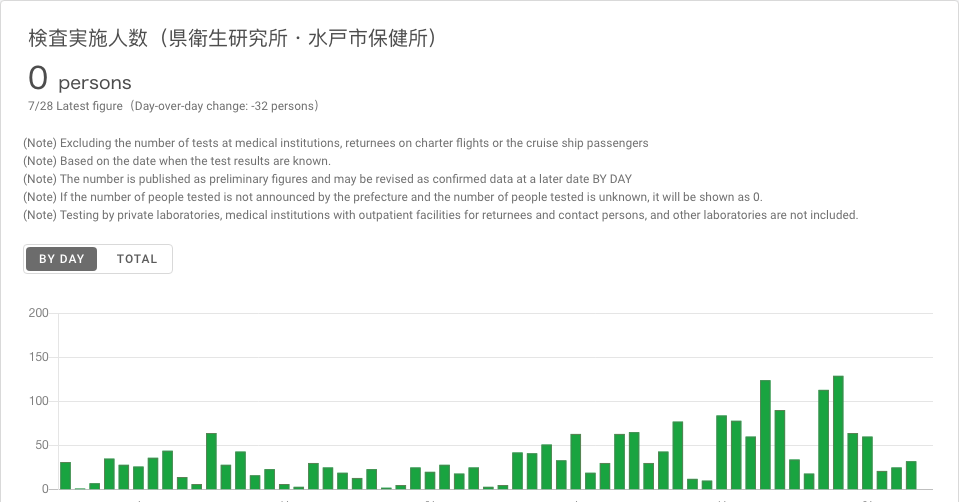 検査実施人数（県衛生研究所・水戸市保健所）
0 persons
7/28 Latest figure（Day-over-day change: -32 persons）
(Note) Excluding the number of tests at medical institutions, returnees on charter flights or the cruise ship passengers
(Note) Based on the date when the test results are known.
(Note) The number is published as preliminary figures and may be revised as confirmed data at a later date BY DAY
(Note) If the number of people tested is not announced by the prefecture and the number of people tested is unknown, it will be shown as 0.
(Note) Testing by private laboratories, medical institutions with outpatient facilities for returnees and contact persons, and other laboratories are not included.
BY DAY TOTAL
200
150
100
50
0